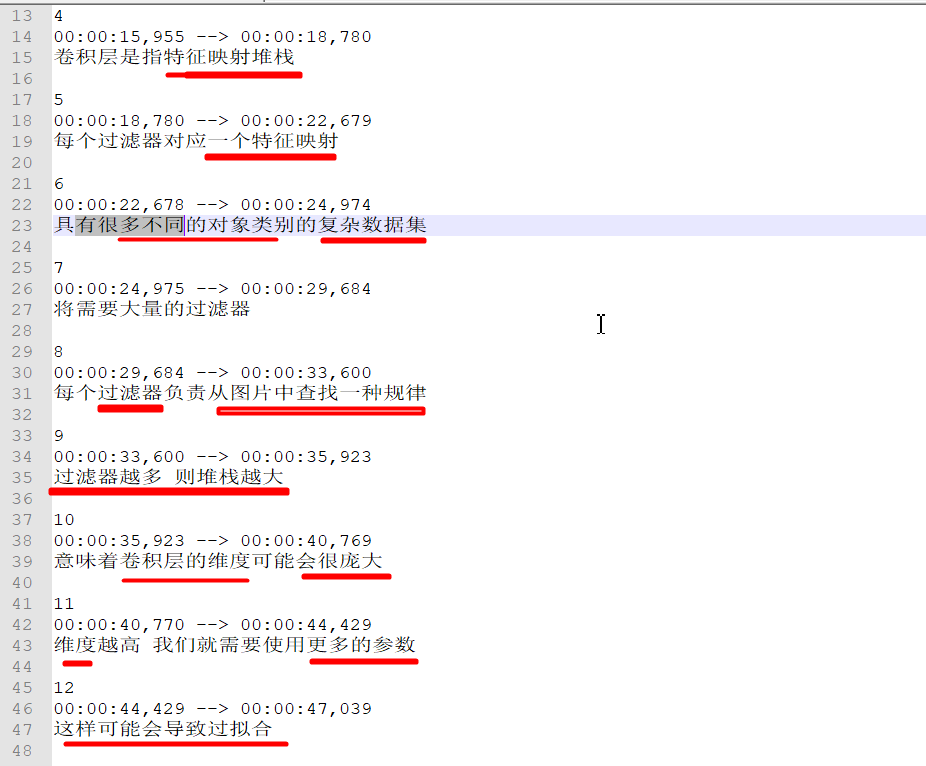 13 4
14 00:00:15,955 --> 00:00:18,780
15 卷积层是指特征映射堆栈
16
17 5
18 00:00:18,780 --> 00:00:22,679
19 每个过滤器对应一个特征映射
20
21 6
22 00:00:22,678 --> 00:00:24,974
23 具有很多不同的对象类别的复杂数据集
24
25 7
26 00:00:24,975 --> 00:00:29,684
27 将需要大量的过滤器
28
29 8
30 00:00:29,684 --> 00:00:33,600
31 每个过滤器负责从图片中查找一种规律
32
33 9
34 00:00:33,600 --> 00:00:35,923
35 过滤器越多 则堆栈越大
36
37 10
38 00:00:35,923 --> 00:00:40,769
39 意味着卷积层的维度可能会很庞大
40
41 11
42 00:00:40,770 --> 00:00:44,429
43 维度越高 我们就需要使用更多的参数
44
45 12
46 00:00:44,429 --> 00:00:47,039
47 这样可能会导致过拟合
48